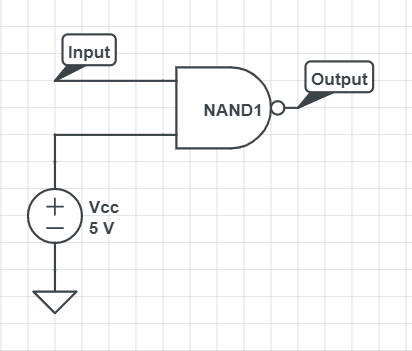 Input
Output
NAND1
Vcc
5 V